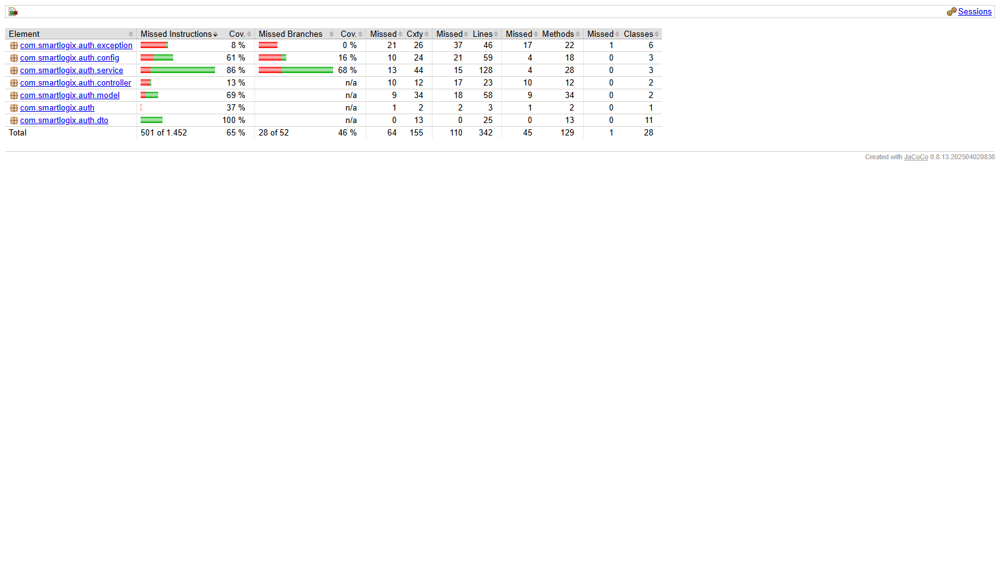 Sessions
Element Missed Instructions Cov. Missed Branches Cov. Missed Cxty Missed Lines Missed Methods Missed Classes
com.smartlogix.auth.exception 8 % 0 % 21 26 37 46 17 22 1 6
com.smartlogix.auth.config 61 % 16 % 10 24 21 59 4 18 0 3
com.smartlogix.auth.service 86 % 68 % 13 44 15 128 4 28 0 3
com.smartlogix.auth.controller 13 % n/a 10 12 17 23 10 12 0 2
com.smartlogix.auth.model 69 % n/a 9 34 18 58 9 34 0 2
com.smartlogix.auth 37 % n/a 1 2 2 3 1 2 0 1
com.smartlogix.auth.dto 100 % n/a 0 13 0 25 0 13 0 11
Total 501 of 1.452 65 % 28 of 52 46 % 64 155 110 342 45 129 1 28
Created with JaCoCo 0.8.13.202504020838